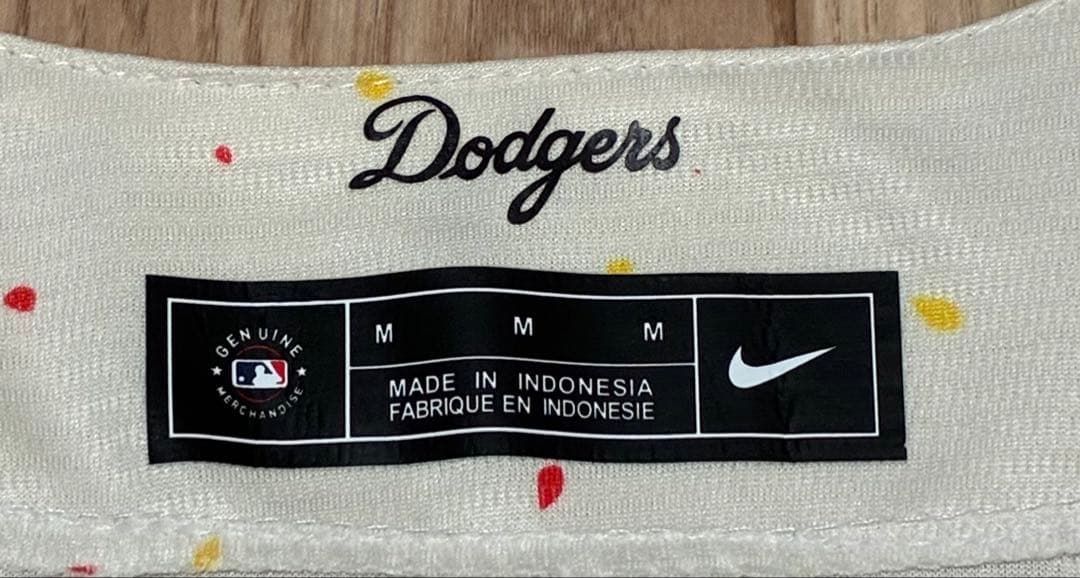 Dodgers
GENUINE
MERCHANDISE
M M M
MADE IN INDONESIA
FABRIQUE EN INDONESIE